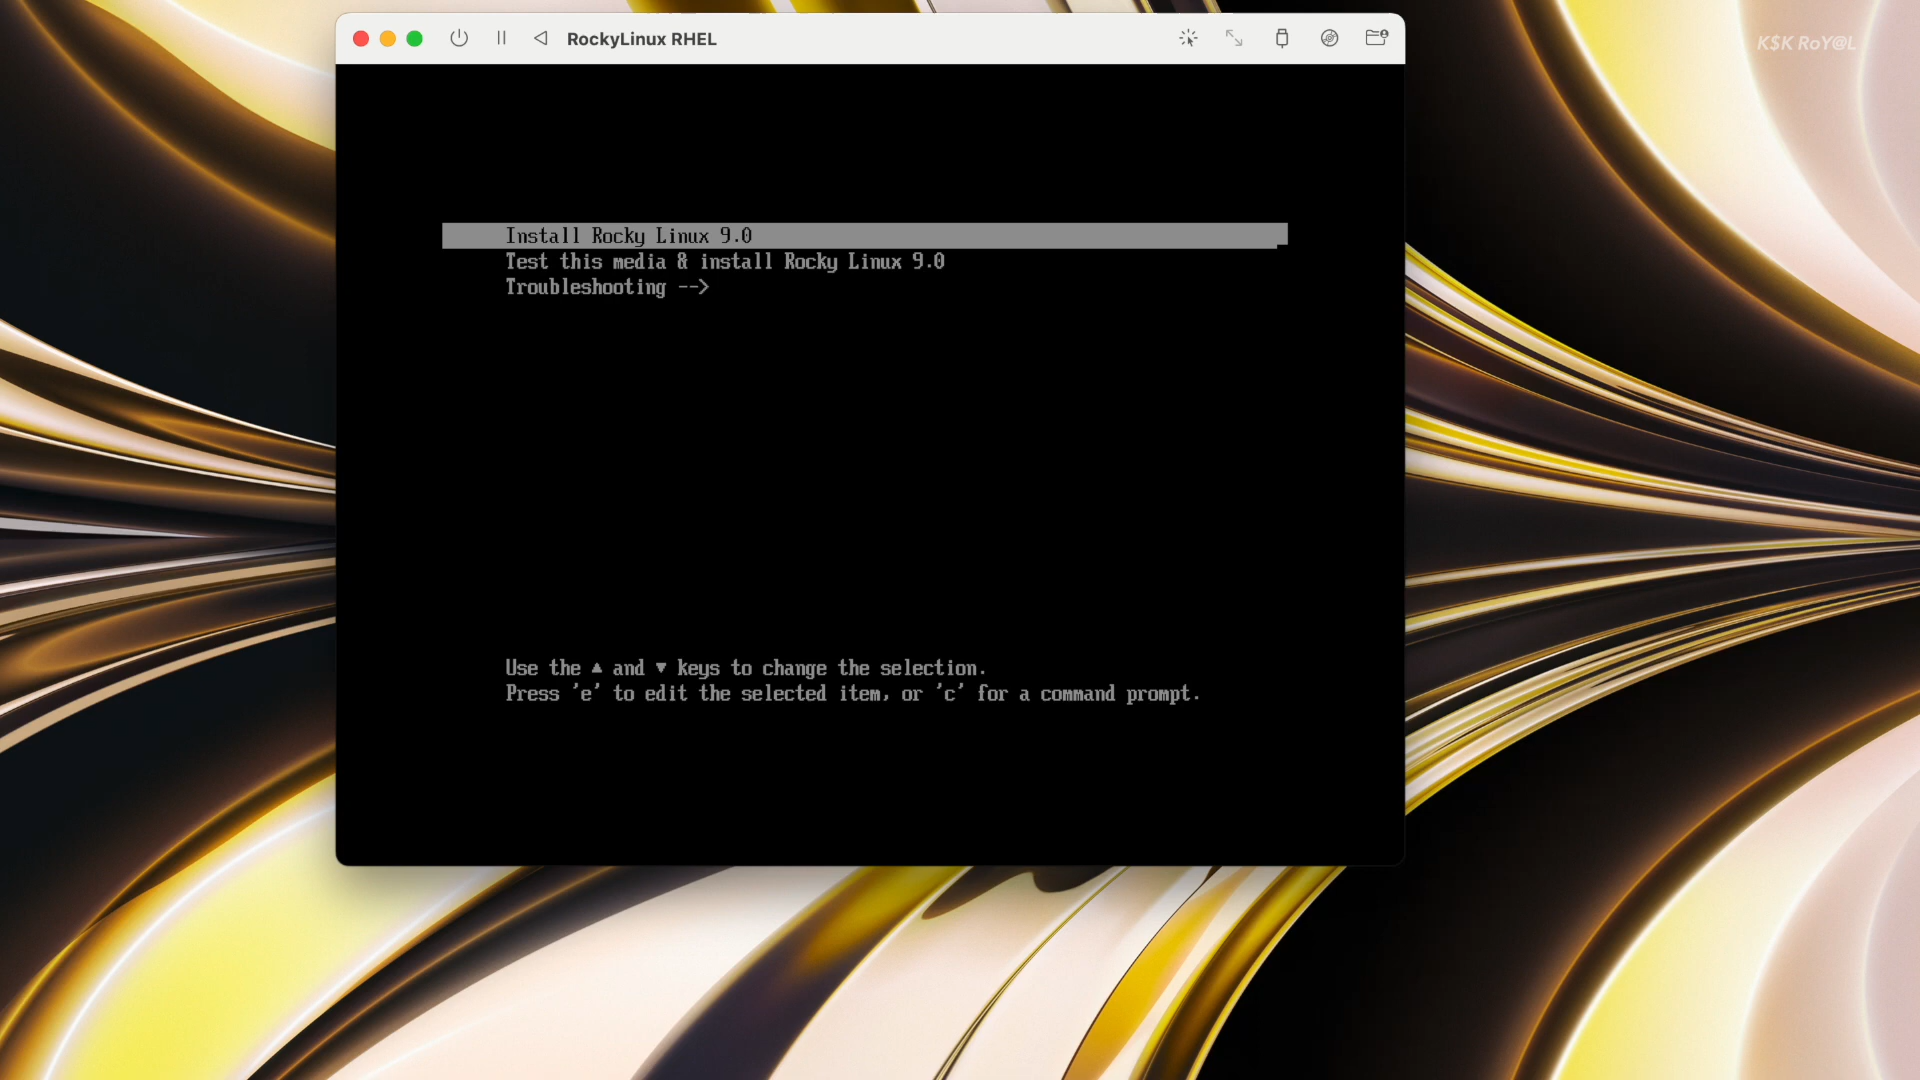 RockyLinux RHEL
K$K RoY@L
Install Rocky Linux 9.0
Test this media & install Rocky Linux 9.0
Troubleshooting -->
Use the ▲ and ▼ keys to change the selection.
Press 'e' to edit the selected item, or 'c' for a command prompt.